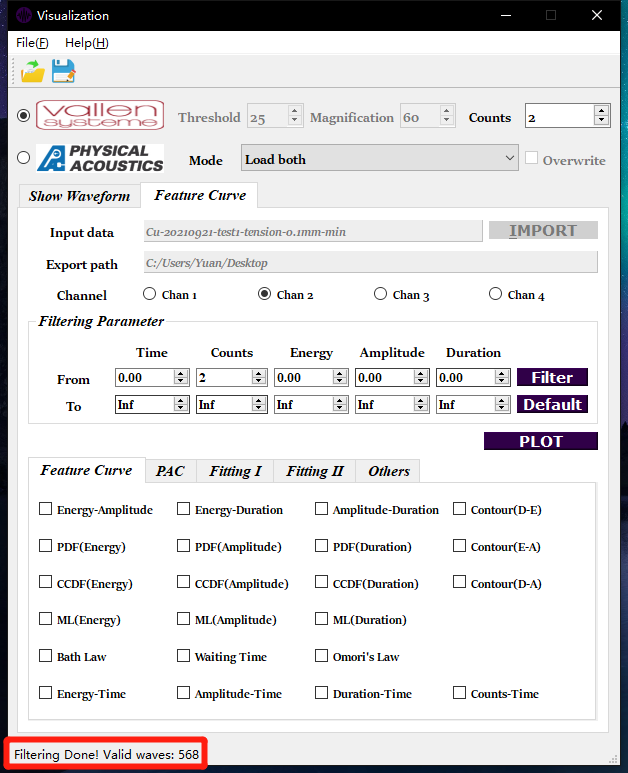 Visualization
File(F) Help(H)
vallen
systeme
Threshold 25 Magnification 60 Counts 2
PHYSICAL
ACOUSTICS
Mode Load both Overwrite
Show Waveform Feature Curve
Input data Cu-20210921-test1-tension-0.1mm-min IMPORT
Export path C:/Users/Yuan/Desktop
Channel Chan 1 Chan 2 Chan 3 Chan 4
Filtering Parameter
Time Counts Energy Amplitude Duration
From 0.00 2 0.00 0.00 0.00 Filter
To Inf Inf Inf Inf Inf Default
PLOT
Feature Curve PAC Fitting I Fitting II Others
Energy-Amplitude Energy-Duration Amplitude-Duration Contour(D-E)
PDF(Energy) PDF(Amplitude) PDF(Duration) Contour(E-A)
CCDF(Energy) CCDF(Amplitude) CCDF(Duration) Contour(D-A)
ML(Energy) ML(Amplitude) ML(Duration)
Bath Law Waiting Time Omori's Law
Energy-Time Amplitude-Time Duration-Time Counts-Time
Filtering Done! Valid waves: 568